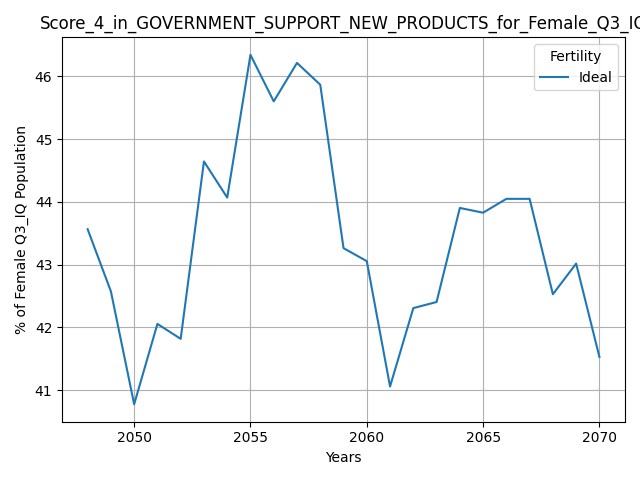 Score_4_in_GOVERNMENT_SUPPORT_NEW_PRODUCTS_for_Female_Q3_IQ
Fertility
Ideal
% of Female Q3_IQ Population
46
45
44
43
42
41
2050
2055
2060
2065
2070
Years